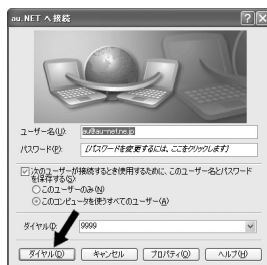 au.NET へ接続
ユーザー名(U):
au@au-net.ne.jp
パスワード(P):
[パスワードを変更するには、ここをクリックします]
次のユーザーが接続するとき使用するために、このユーザー名とパスワードを保存する(S):
このユーザーのみ(N)
このコンピュータを使うすべてのユーザー(A)
ダイヤル(I):
9999
ダイヤル(D)
キャンセル
プロパティ(O)
ヘルプ(H)